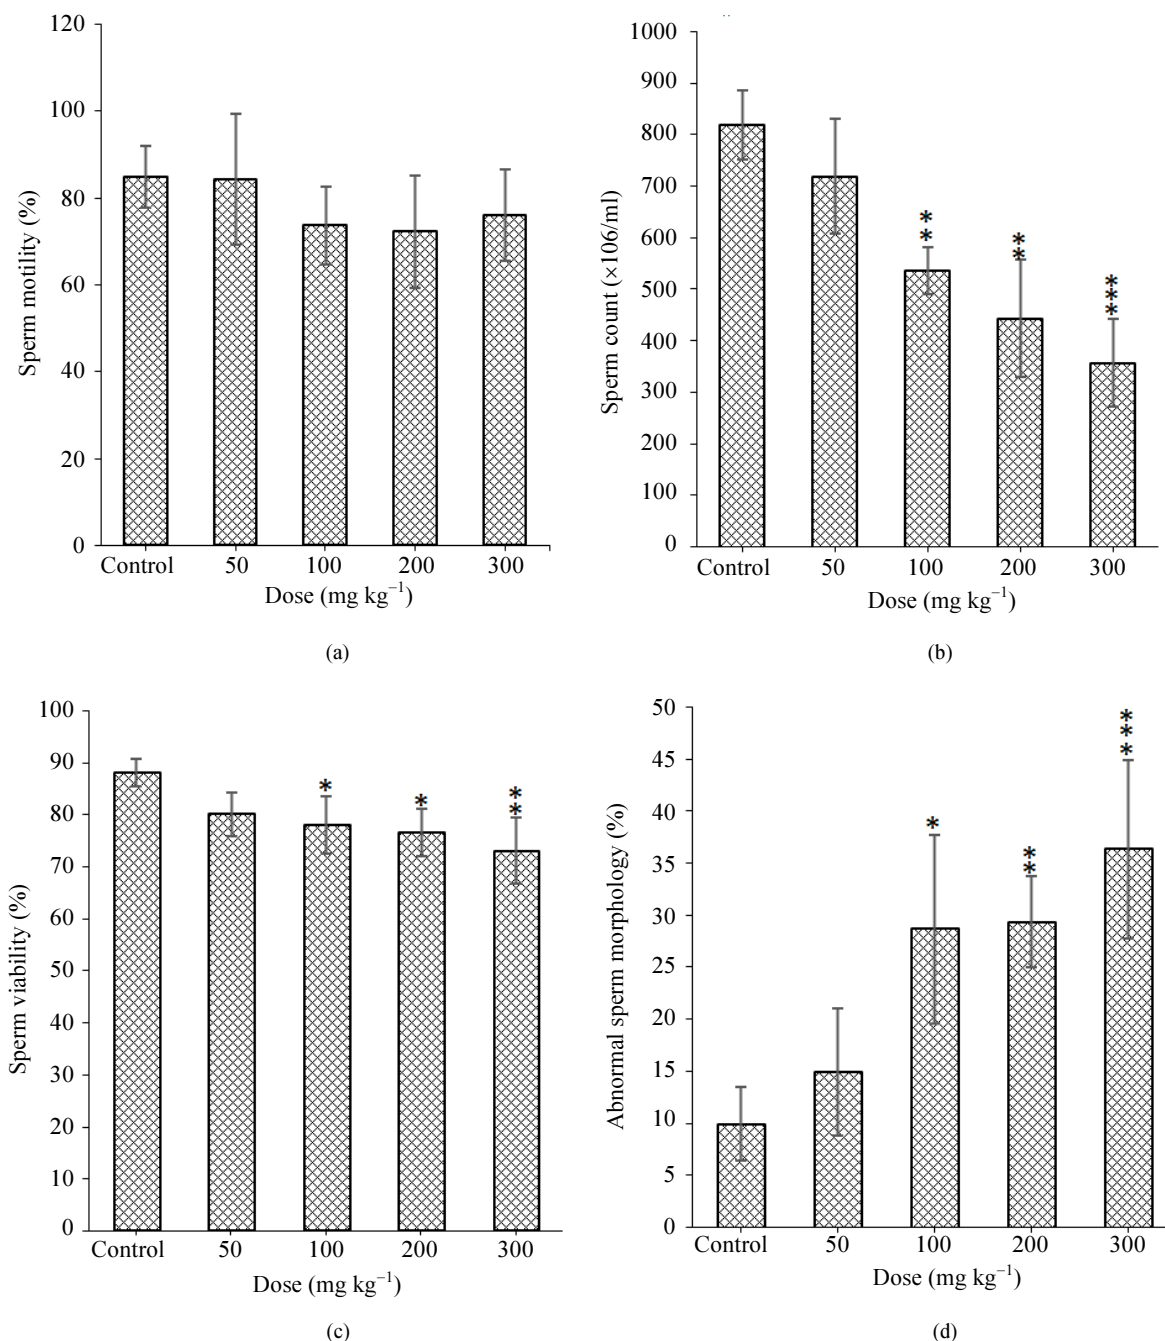 120
100
80
60
40
20
0
Sperm motility (%)
Control 50 100 200 300
Dose (mg kg⁻¹)
(a)
1000
900
800
700
600
500
400
300
200
100
0
Sperm count (×106/ml)
** ** ***
Control 50 100 200 300
Dose (mg kg⁻¹)
(b)
100
90
80
70
60
50
40
30
20
10
0
Sperm viability (%)
* * **
Control 50 100 200 300
Dose (mg kg⁻¹)
(c)
50
45
40
35
30
25
20
15
10
5
0
Abnormal sperm morphology (%)
* ** ***
Control 50 100 200 300
Dose (mg kg⁻¹)
(d)